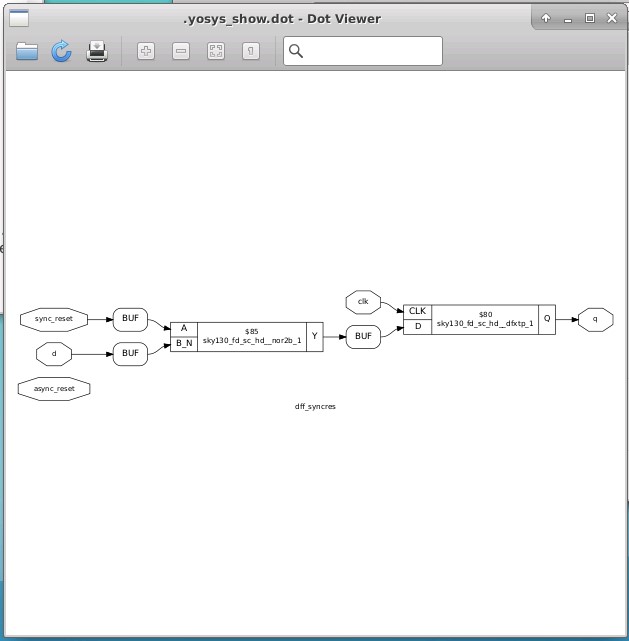 .yosys_show.dot - Dot Viewer
clk
sync_reset
BUF
A
B_N
$85
sky130_fd_sc_hd__nor2b_1
Y
BUF
CLK
D
$80
sky130_fd_sc_hd__dfxtp_1
Q
q
d
BUF
async_reset
dff_syncres